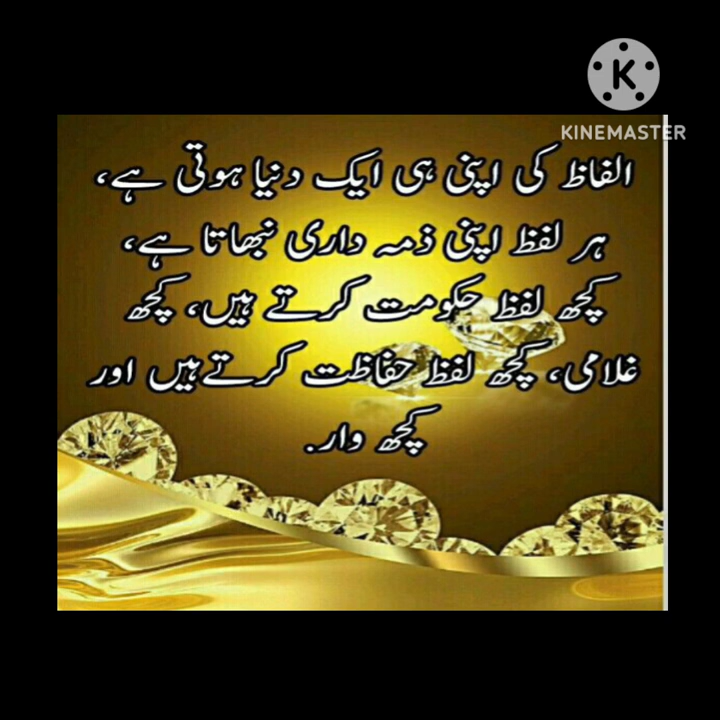 K
KINEMASTER
الفاظ کی اپنی ہی ایک دنیا ہوتی ہے،
ہر لفظ اپنی ذمہ داری نبھاتا ہے،
کچھ لفظ حکومت کرتے ہیں، کچھ
غلامی، کچھ لفظ حفاظت کرتے ہیں اور
کچھ وار.